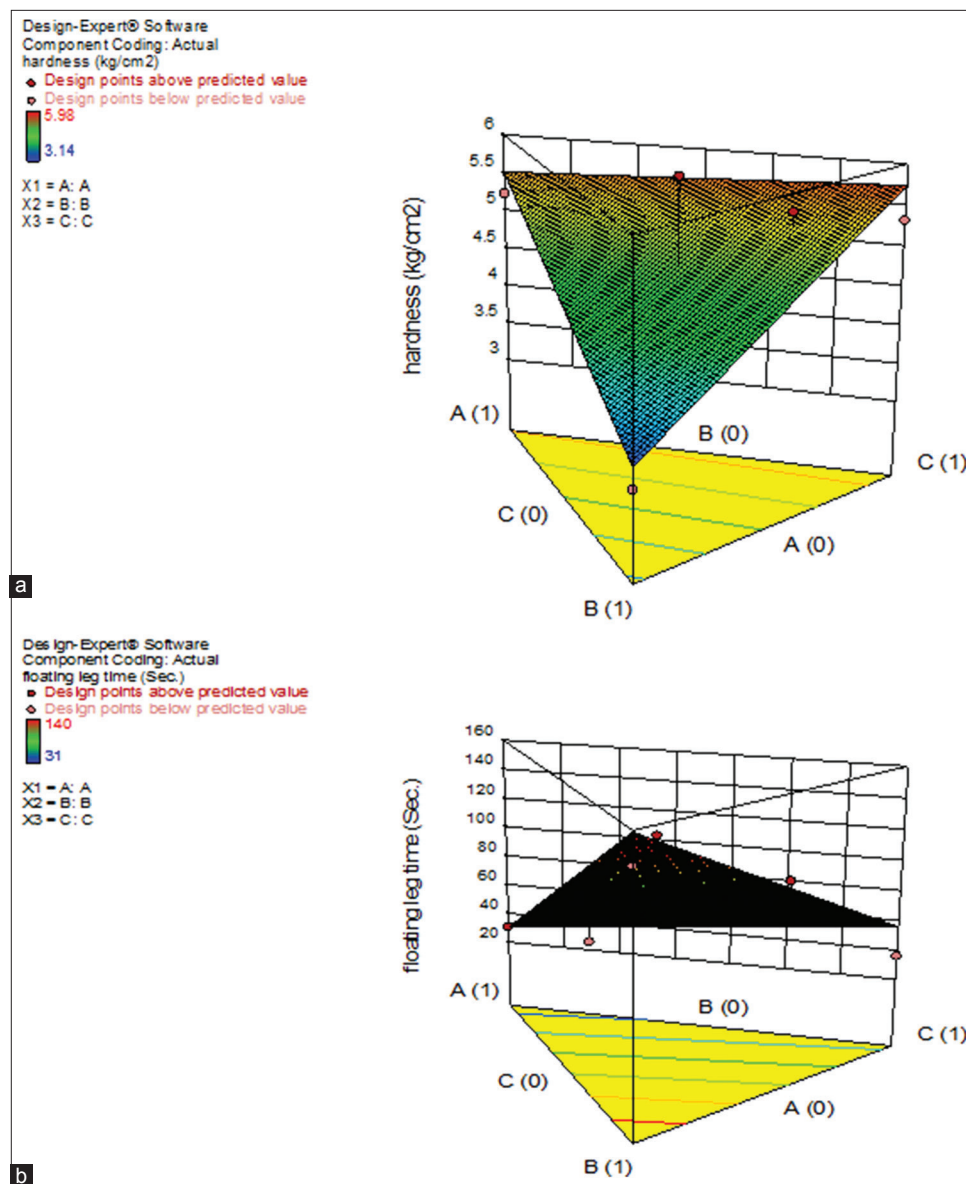 Design-Expert® Software
Component Coding: Actual
hardness (kg/cm2)
Design points above predicted value
Design points below predicted value
5.98
3.14
X1 = A: A
X2 = B: B
X3 = C: C
6
5.5
5
4.5
4
3.5
3
hardness (kg/cm2)
A (1)
B (0)
C (1)
C (0)
A (0)
B (1)
a
Design-Expert® Software
Component Coding: Actual
floating leg time (Sec.)
Design points above predicted value
Design points below predicted value
140
31
X1 = A: A
X2 = B: B
X3 = C: C
160
140
120
100
80
60
40
20
floating leg time (Sec.)
A (1)
B (0)
C (1)
C (0)
A (0)
B (1)
b